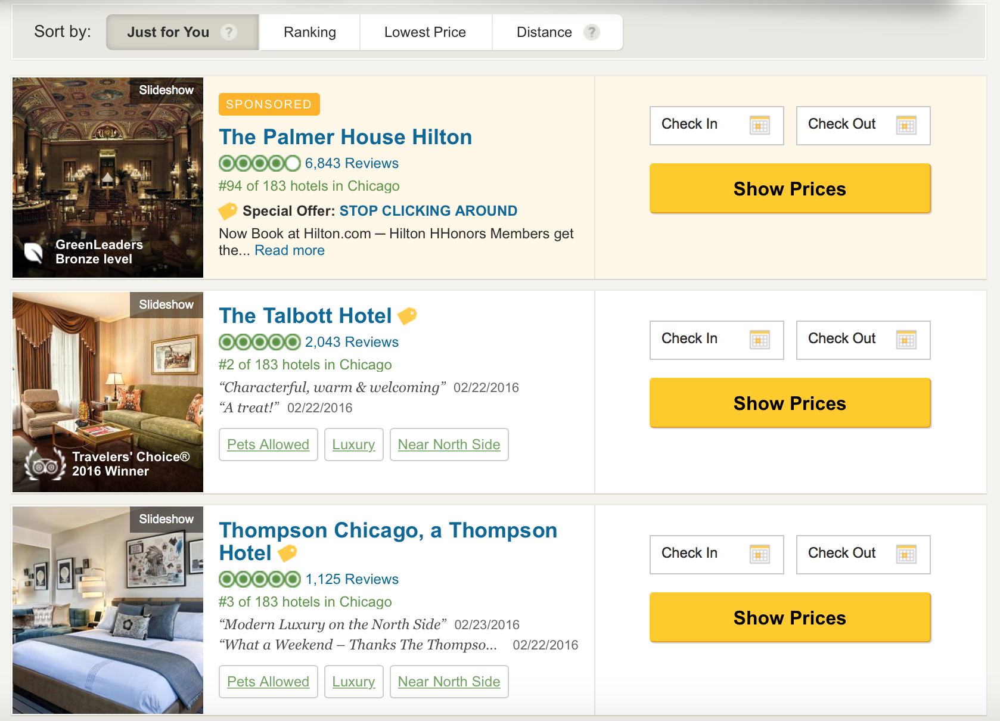 Sort by:
Just for You ?
Ranking
Lowest Price
Distance ?
Slideshow
GreenLeaders
Bronze level
SPONSORED
The Palmer House Hilton
6,843 Reviews
#94 of 183 hotels in Chicago
Special Offer: STOP CLICKING AROUND
Now Book at Hilton.com — Hilton HHonors Members get
the... Read more
Check In
Check Out
Show Prices
Slideshow
Travelers' Choice®
2016 Winner
The Talbott Hotel
2,043 Reviews
#2 of 183 hotels in Chicago
“Characterful, warm & welcoming” 02/22/2016
“A treat!” 02/22/2016
Pets Allowed
Luxury
Near North Side
Check In
Check Out
Show Prices
Slideshow
Thompson Chicago, a Thompson
Hotel
1,125 Reviews
#3 of 183 hotels in Chicago
“Modern Luxury on the North Side” 02/23/2016
“What a Weekend – Thanks The Thompso... 02/22/2016
Pets Allowed
Luxury
Near North Side
Check In
Check Out
Show Prices